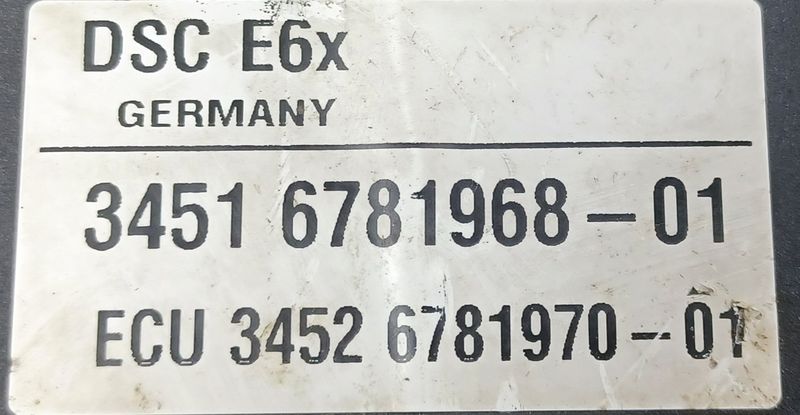 DSC E6x
GERMANY
3451 6781968-01
ECU 3452 6781970-01